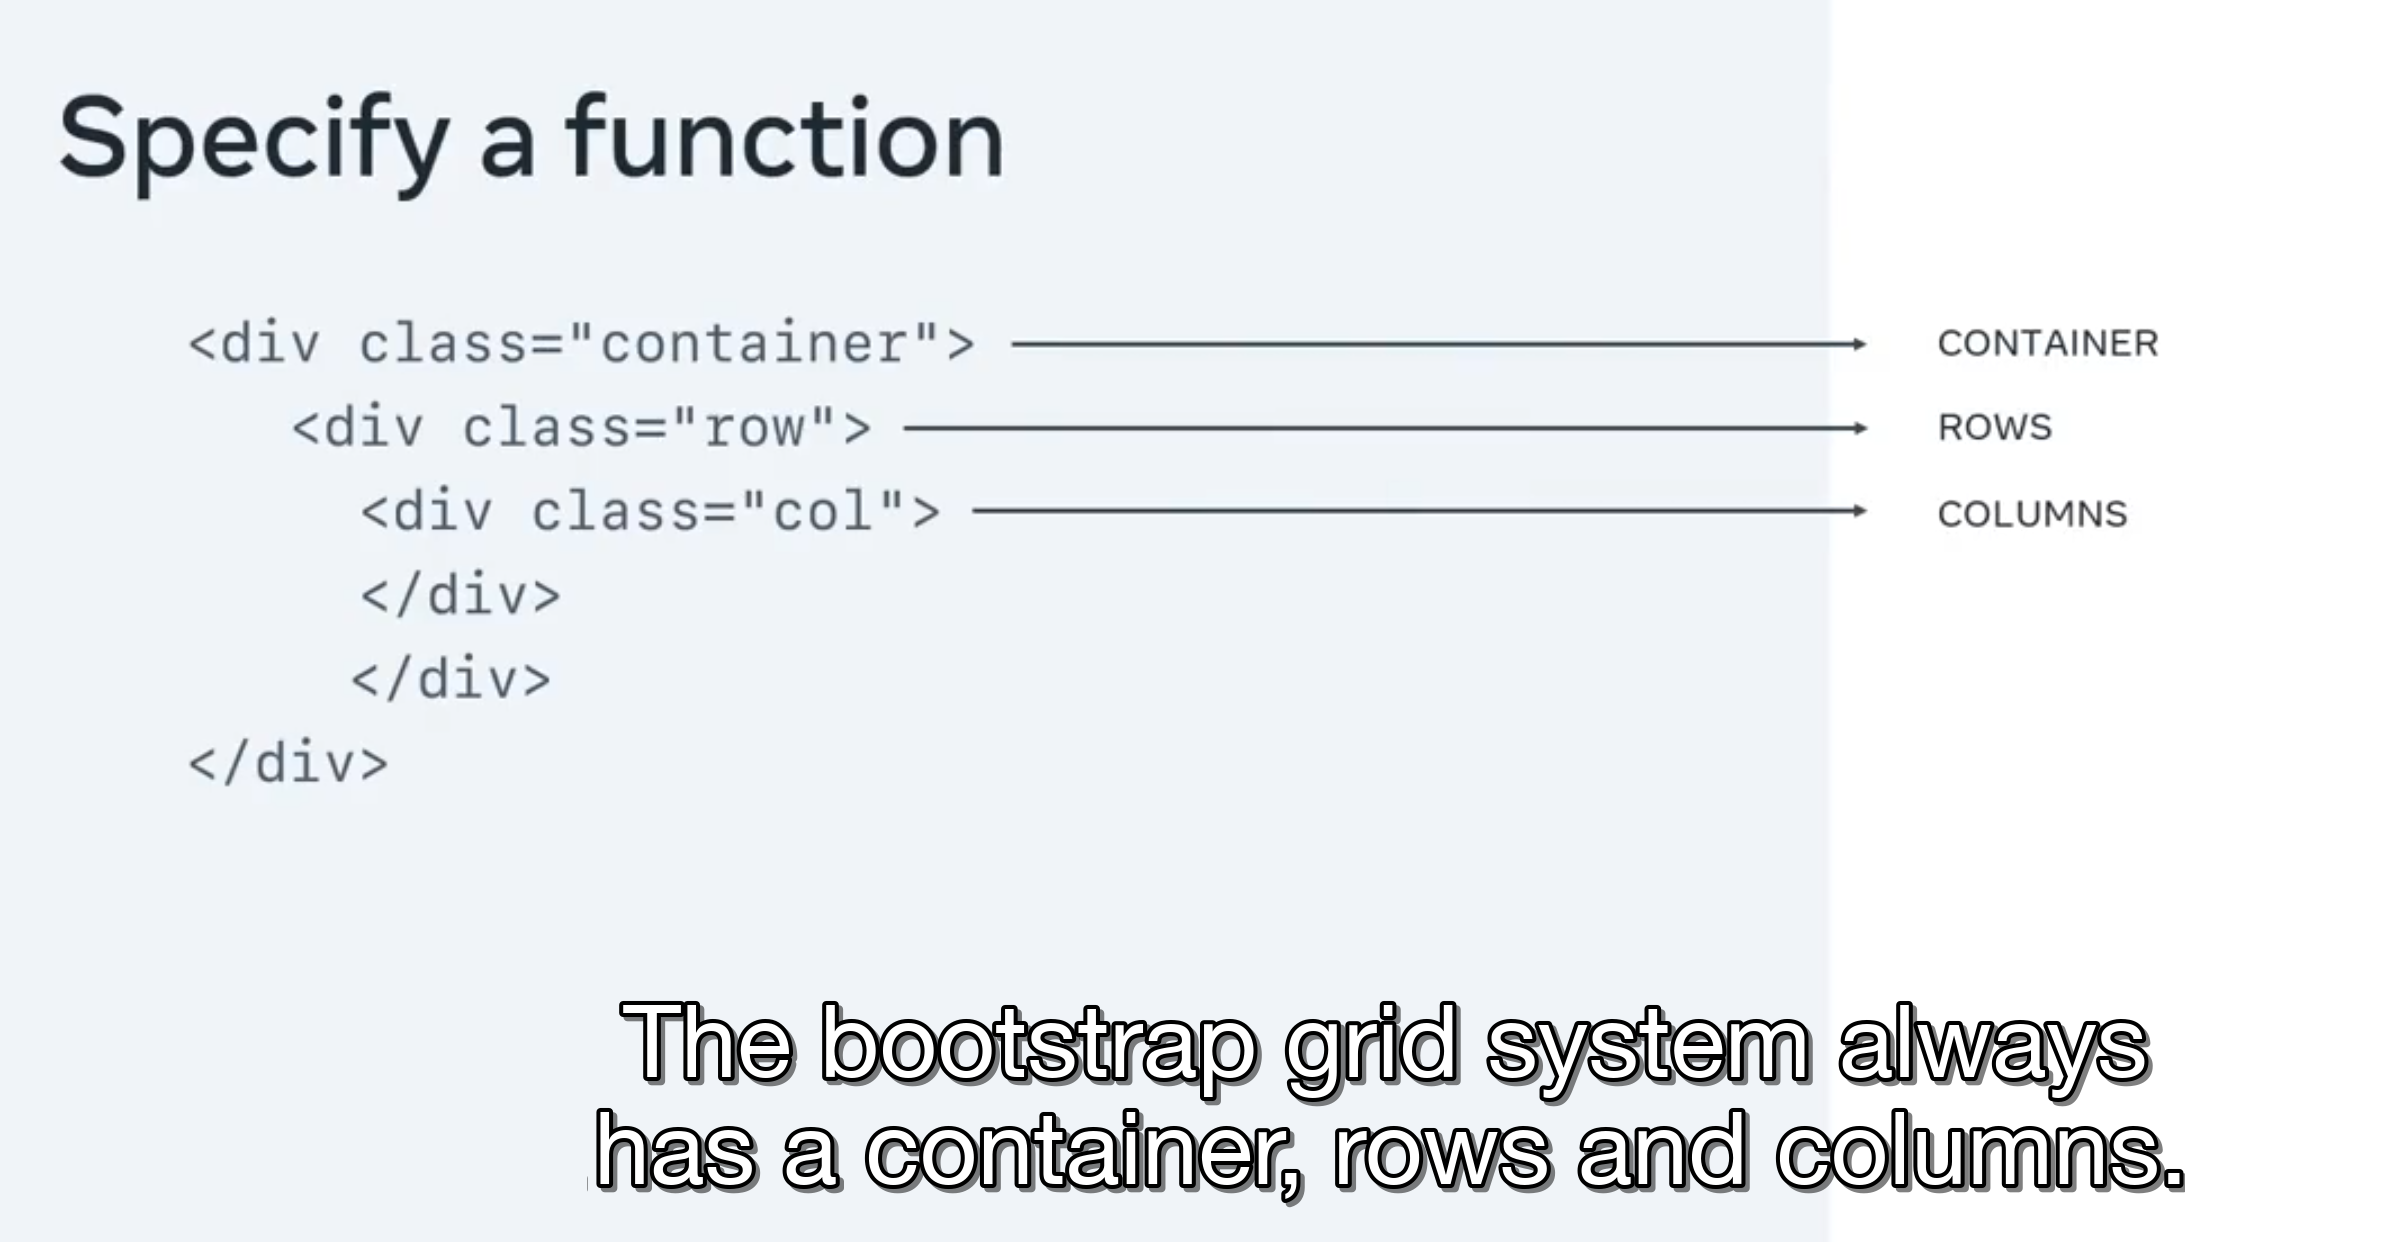 Specify a function
<div class="container"> CONTAINER
<div class="row"> ROWS
<div class="col"> COLUMNS
</div>
</div>
</div>
The bootstrap grid system always
has a container, rows and columns.